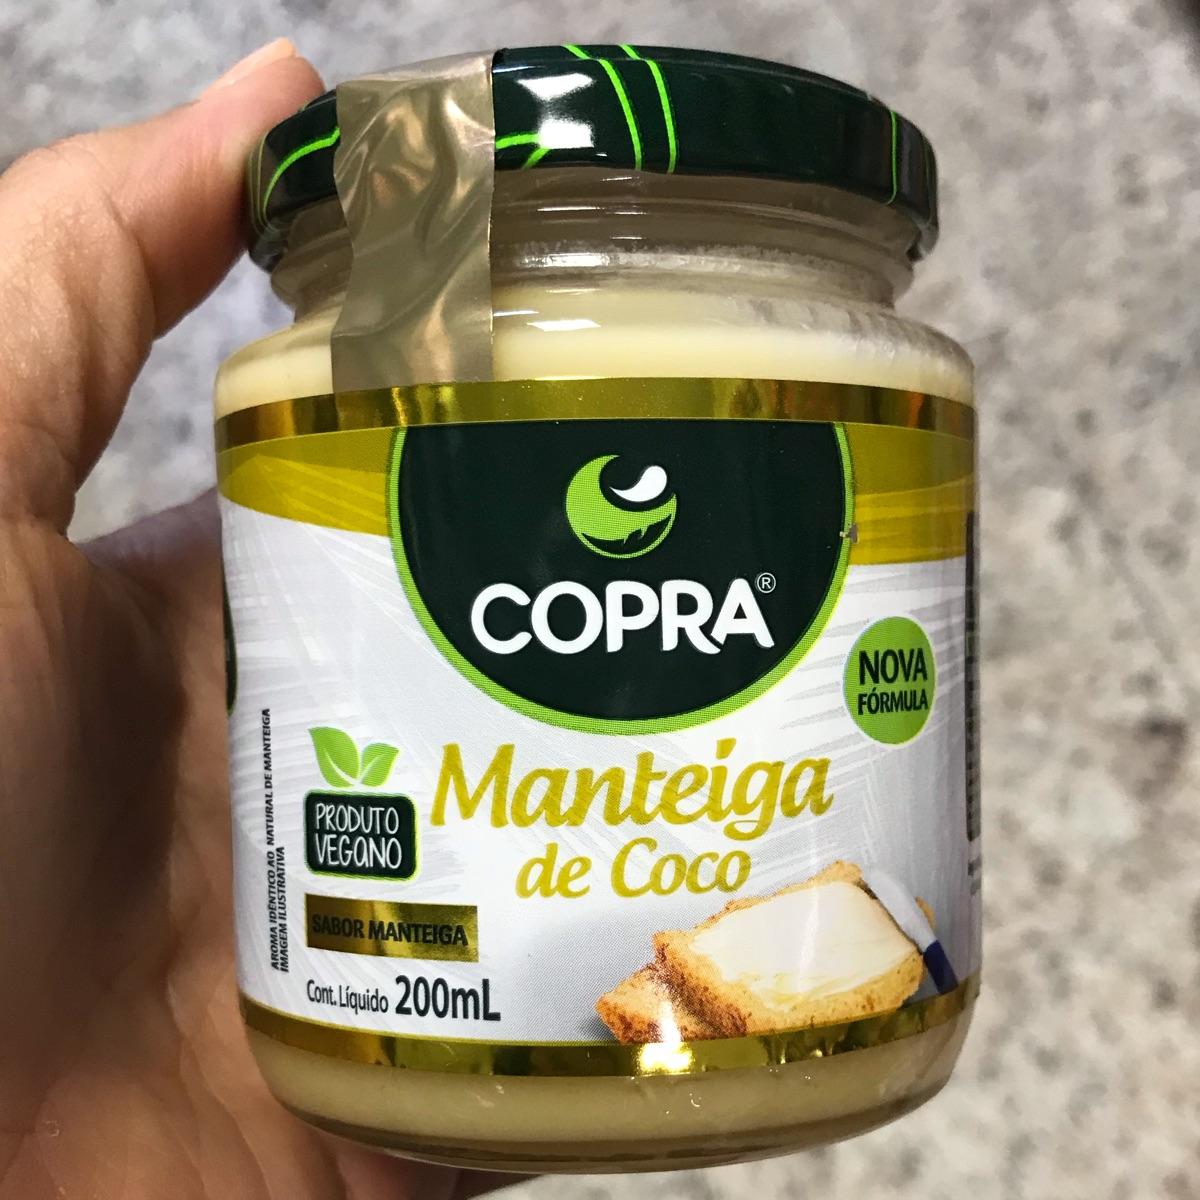 COPRA®
NOVA
FÓRMULA
Manteiga
de Coco
PRODUTO
VEGANO
SABOR MANTEIGA
Cont. Líquido 200mL
AROMA IDÊNTICO AO NATURAL DE MANTEIGA
IMAGEM ILUSTRATIVA